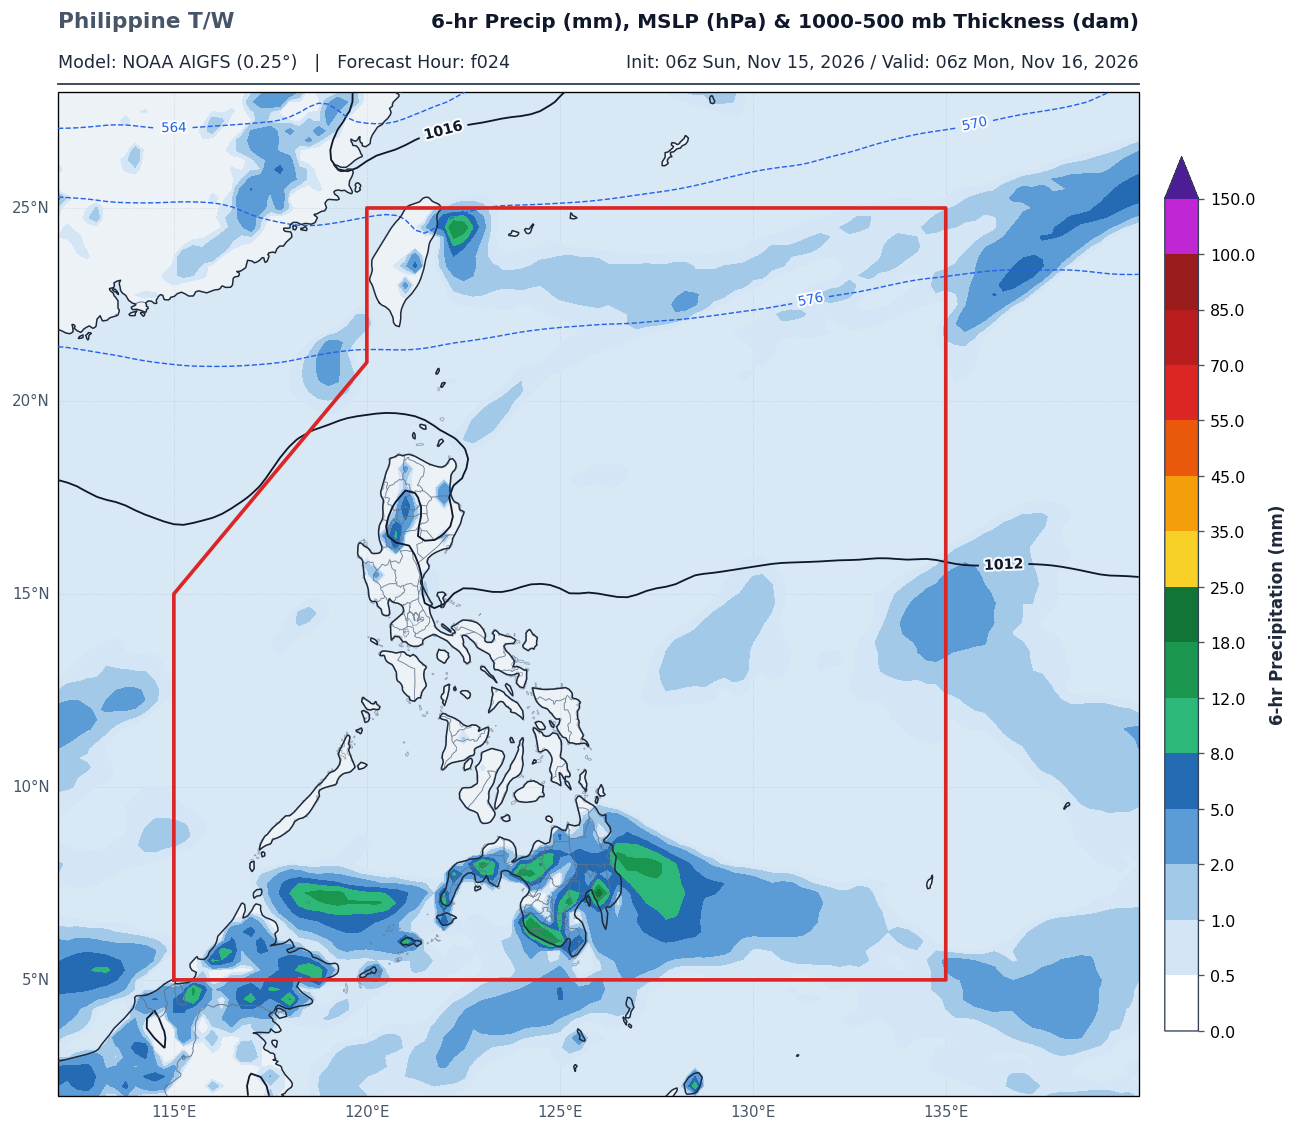 Philippine T/W
6-hr Precip (mm), MSLP (hPa) & 1000-500 mb Thickness (dam)
Model: NOAA AIGFS (0.25°) | Forecast Hour: f024
Init: 06z Sun, Nov 15, 2026 / Valid: 06z Mon, Nov 16, 2026
564
1016
570
576
1012
25°N
20°N
15°N
10°N
5°N
115°E
120°E
125°E
130°E
135°E
150.0
100.0
85.0
70.0
55.0
45.0
35.0
25.0
18.0
12.0
8.0
5.0
2.0
1.0
0.5
0.0
6-hr Precipitation (mm)